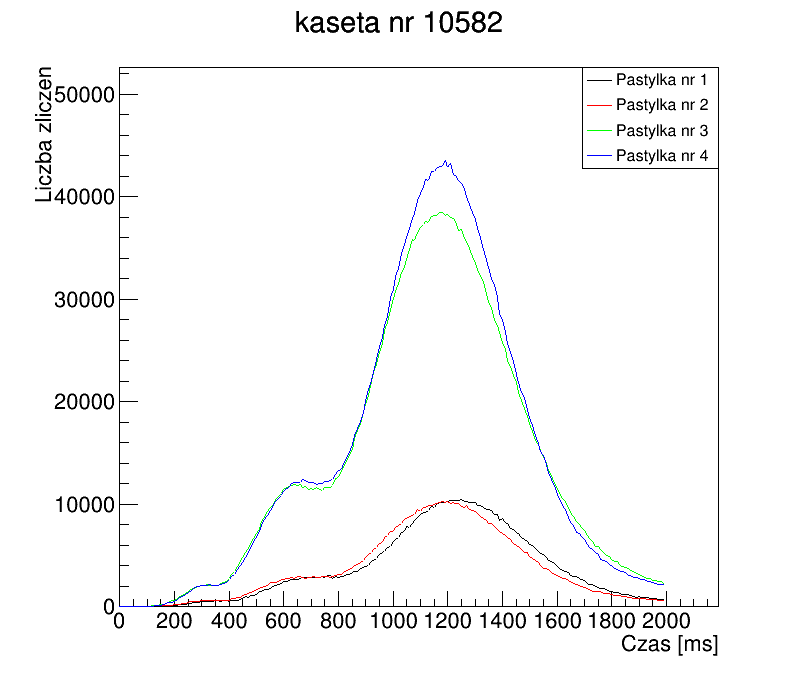 kaseta nr 10582
Liczba zliczen
50000
40000
30000
20000
10000
0
Pastylka nr 1
Pastylka nr 2
Pastylka nr 3
Pastylka nr 4
0 200 400 600 800 1000 1200 1400 1600 1800 2000
Czas [ms]